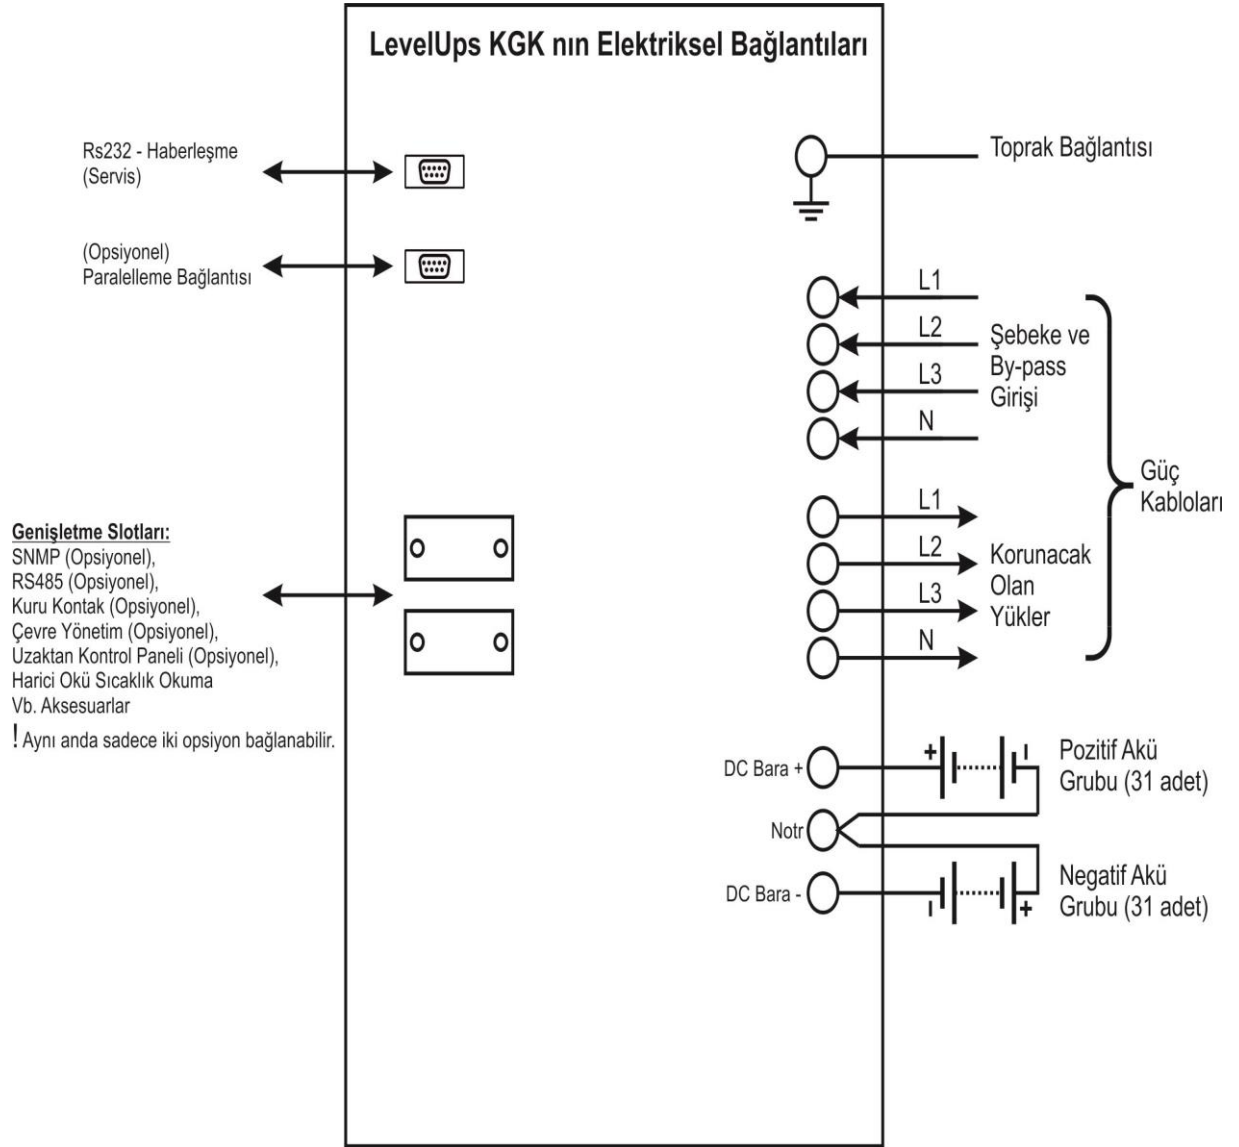 LevelUps KGK nın Elektriksel Bağlantıları
Rs232 - Haberleşme
(Servis)
(Opsiyonel)
Paralelleme Bağlantısı
Genişletme Slotları:
SNMP (Opsiyonel),
RS485 (Opsiyonel),
Kuru Kontak (Opsiyonel),
Çevre Yönetim (Opsiyonel),
Uzaktan Kontrol Paneli (Opsiyonel),
Harici Okü Sıcaklık Okuma
Vb. Aksesuarlar
! Aynı anda sadece iki opsiyon bağlanabilir.
Toprak Bağlantısı
L1
L2
L3
N
Şebeke ve
By-pass
Girişi
L1
L2
L3
N
Korunacak
Olan
Yükler
Güç
Kabloları
DC Bara +
Notr
DC Bara -
+
-
Pozitif Akü
Grubu (31 adet)
-
+
Negatif Akü
Grubu (31 adet)